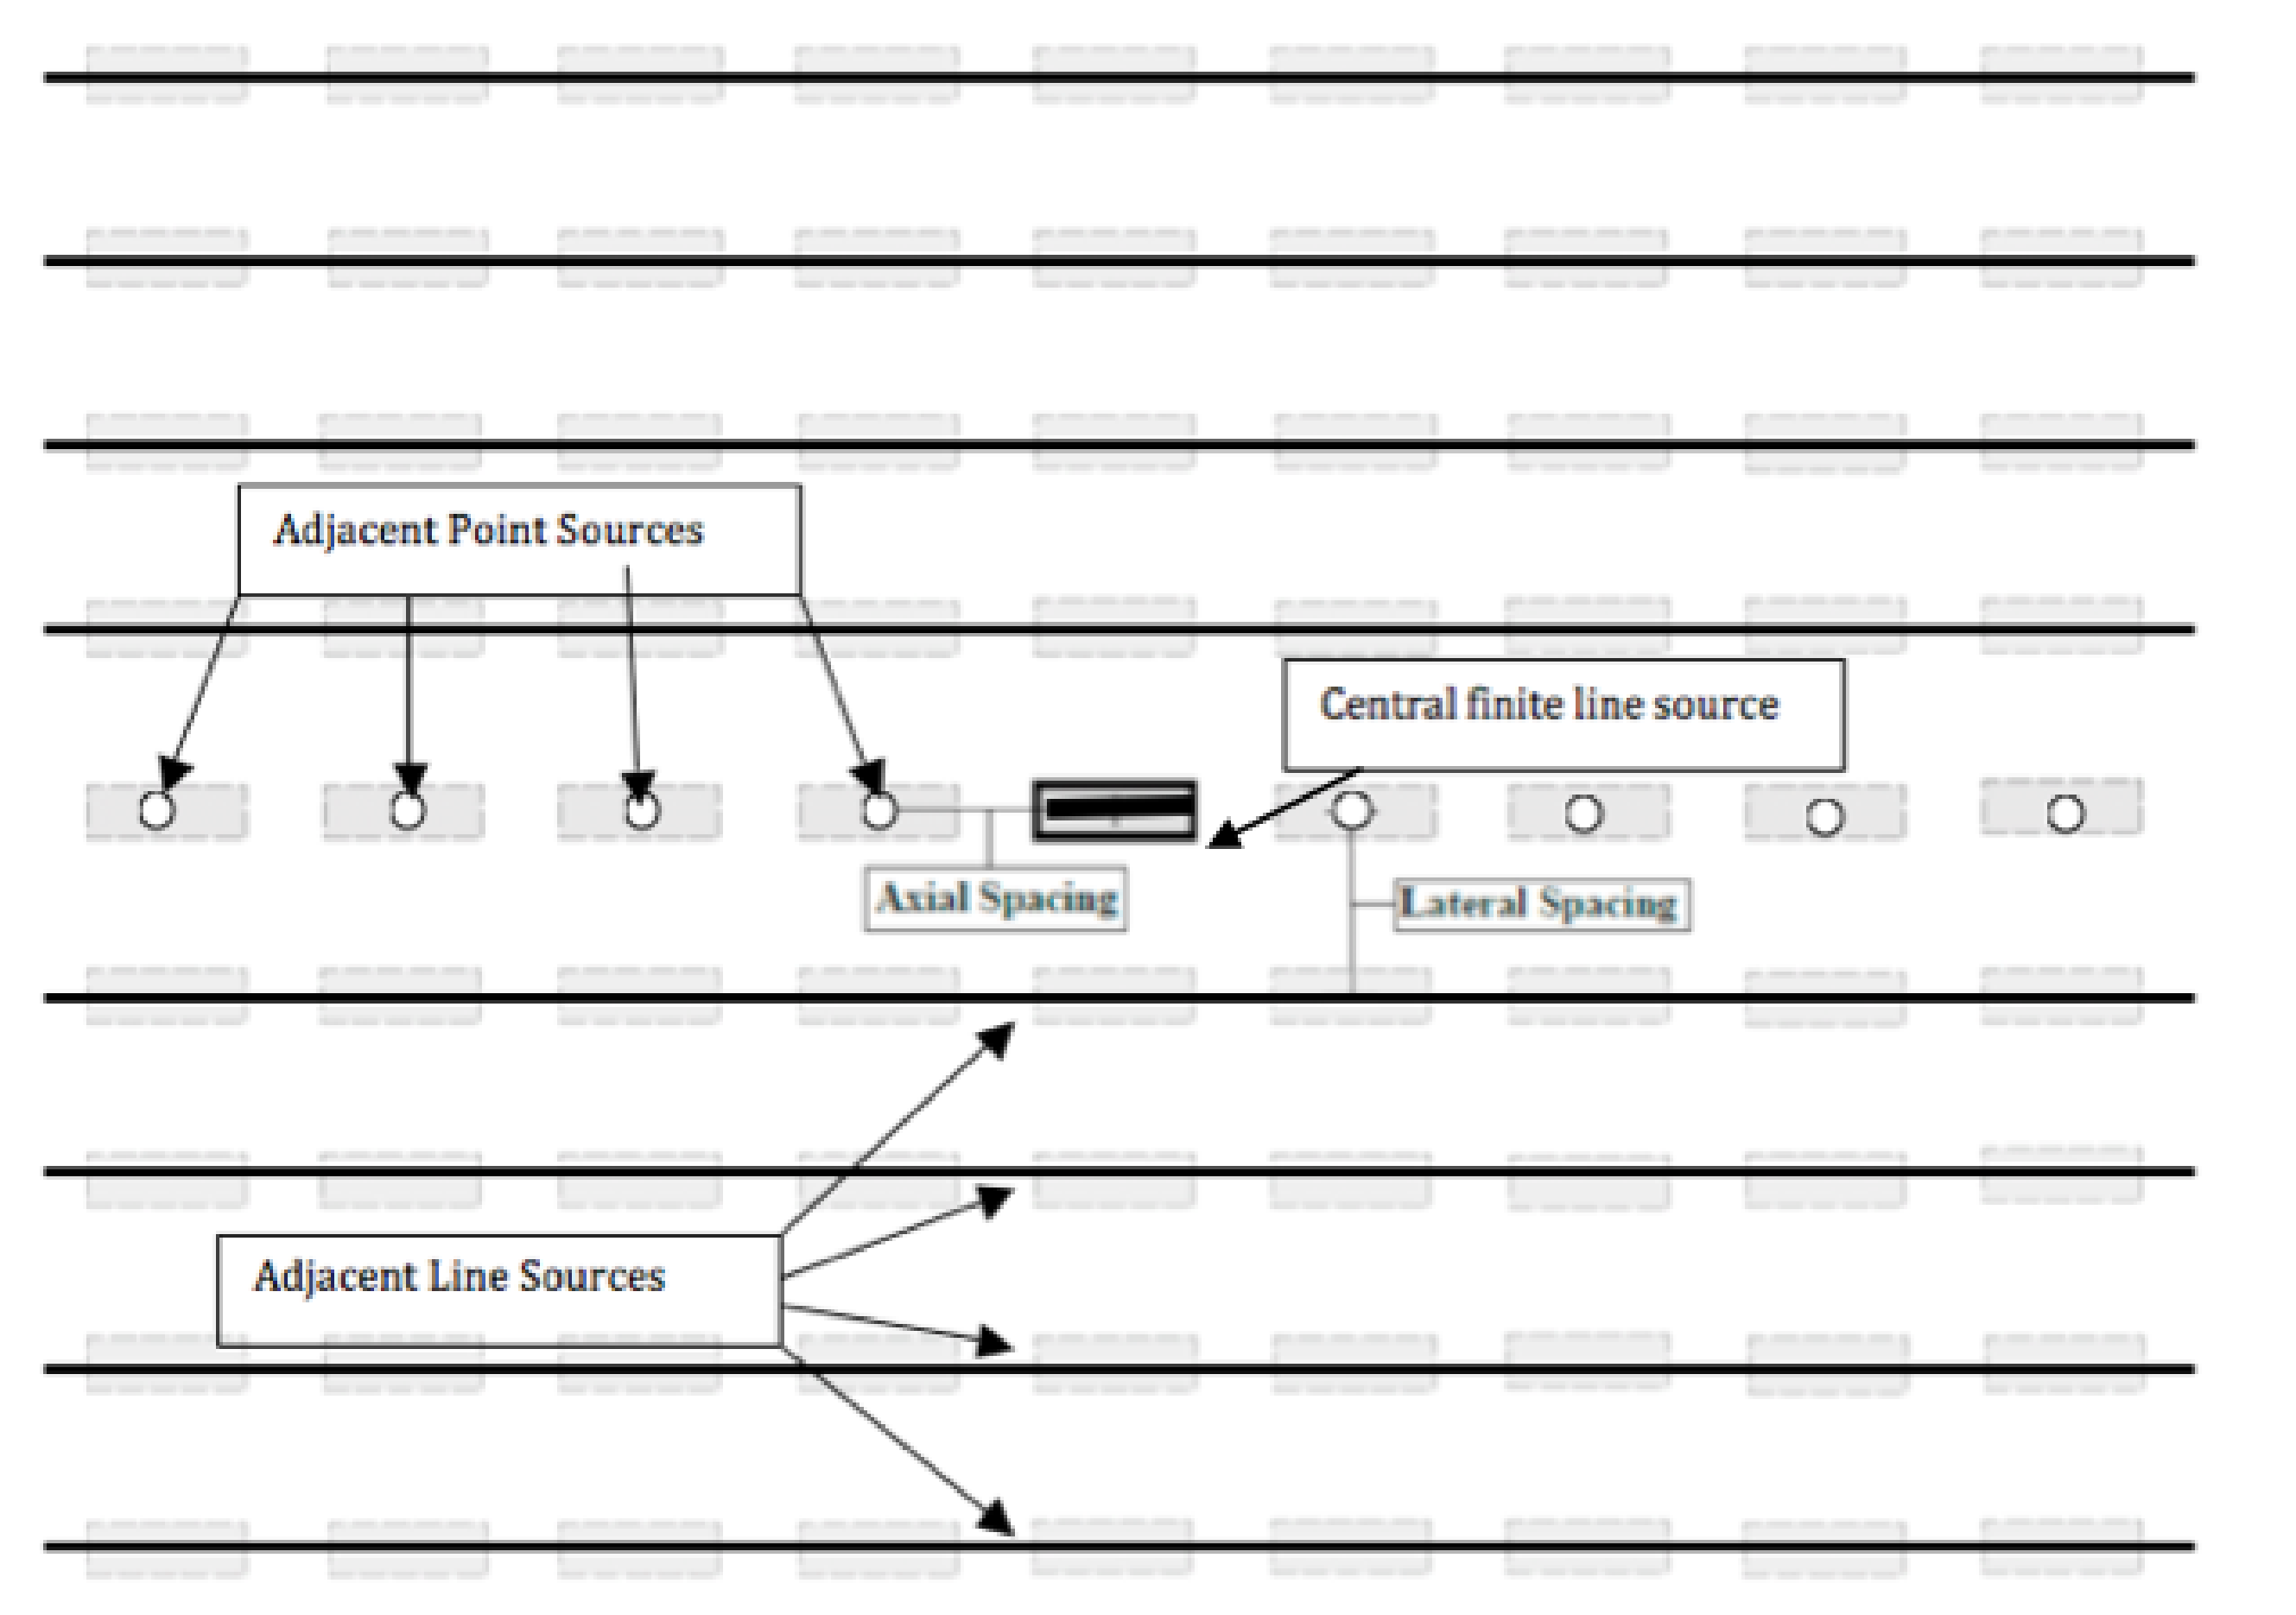 Adjacent Point Sources
Central finite line source
Axial Spacing
Lateral Spacing
Adjacent Line Sources